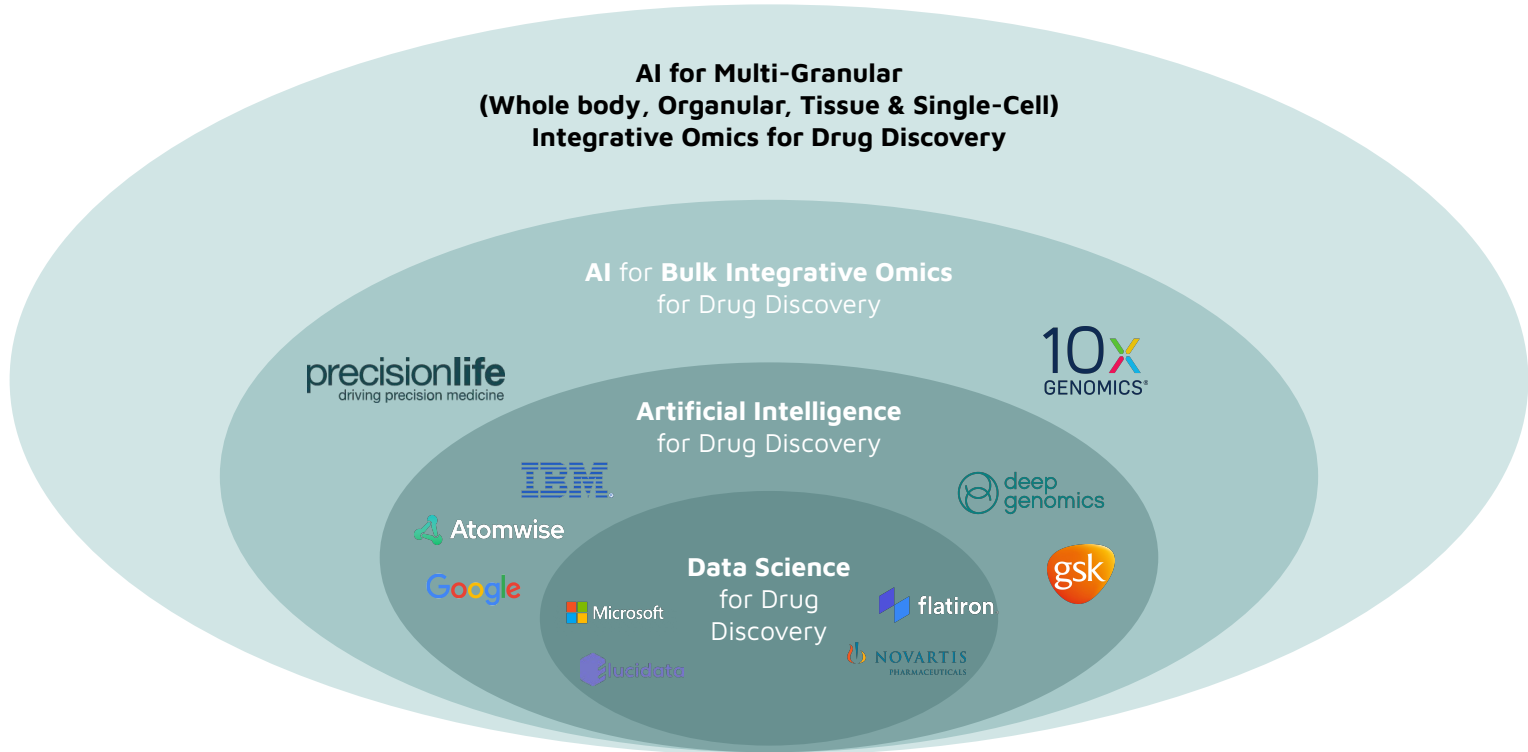 AI for Multi-Granular
(Whole body, Organular, Tissue & Single-Cell)
Integrative Omics for Drug Discovery
AI for Bulk Integrative Omics
for Drug Discovery
precisionlife
driving precision medicine
10x
GENOMICS®
Artificial Intelligence
for Drug Discovery
IBM®
deep
genomics
Atomwise
Google
gsk
Data Science
for Drug
Discovery
Microsoft
flatiron
elucidata
NOVARTIS
PHARMACEUTICALS